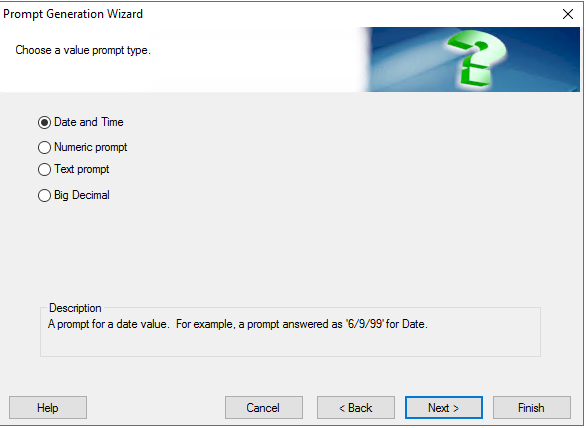 Prompt Generation Wizard
Choose a value prompt type.
Date and Time
Numeric prompt
Text prompt
Big Decimal
Description
A prompt for a date value.  For example, a prompt answered as '6/9/99' for Date.
Help
Cancel
< Back
Next >
Finish